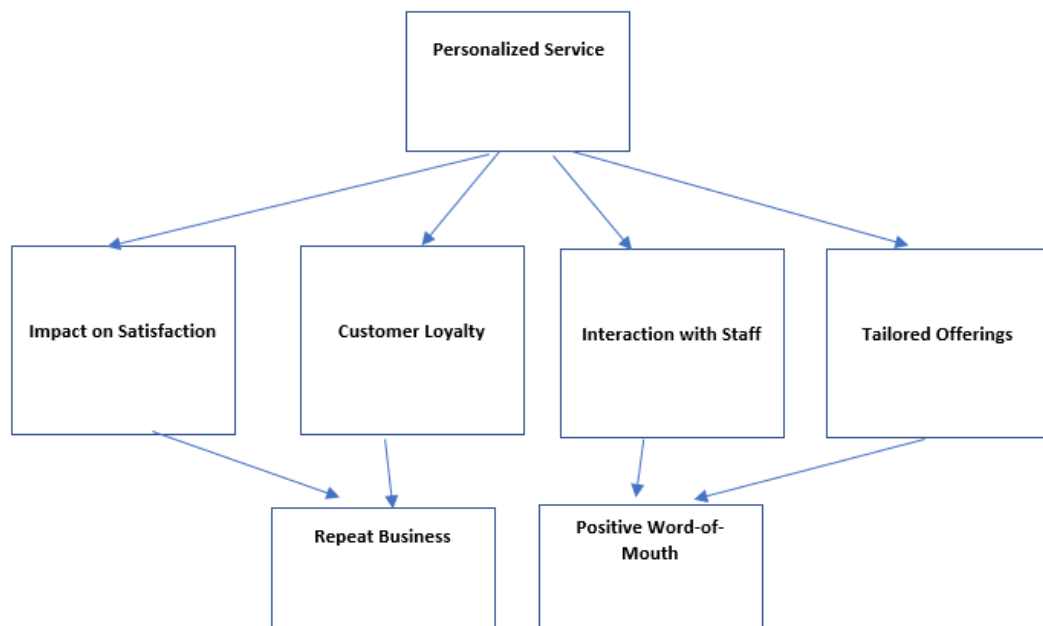 Personalized Service
Impact on Satisfaction
Customer Loyalty
Interaction with Staff
Tailored Offerings
Repeat Business
Positive Word-of-
Mouth